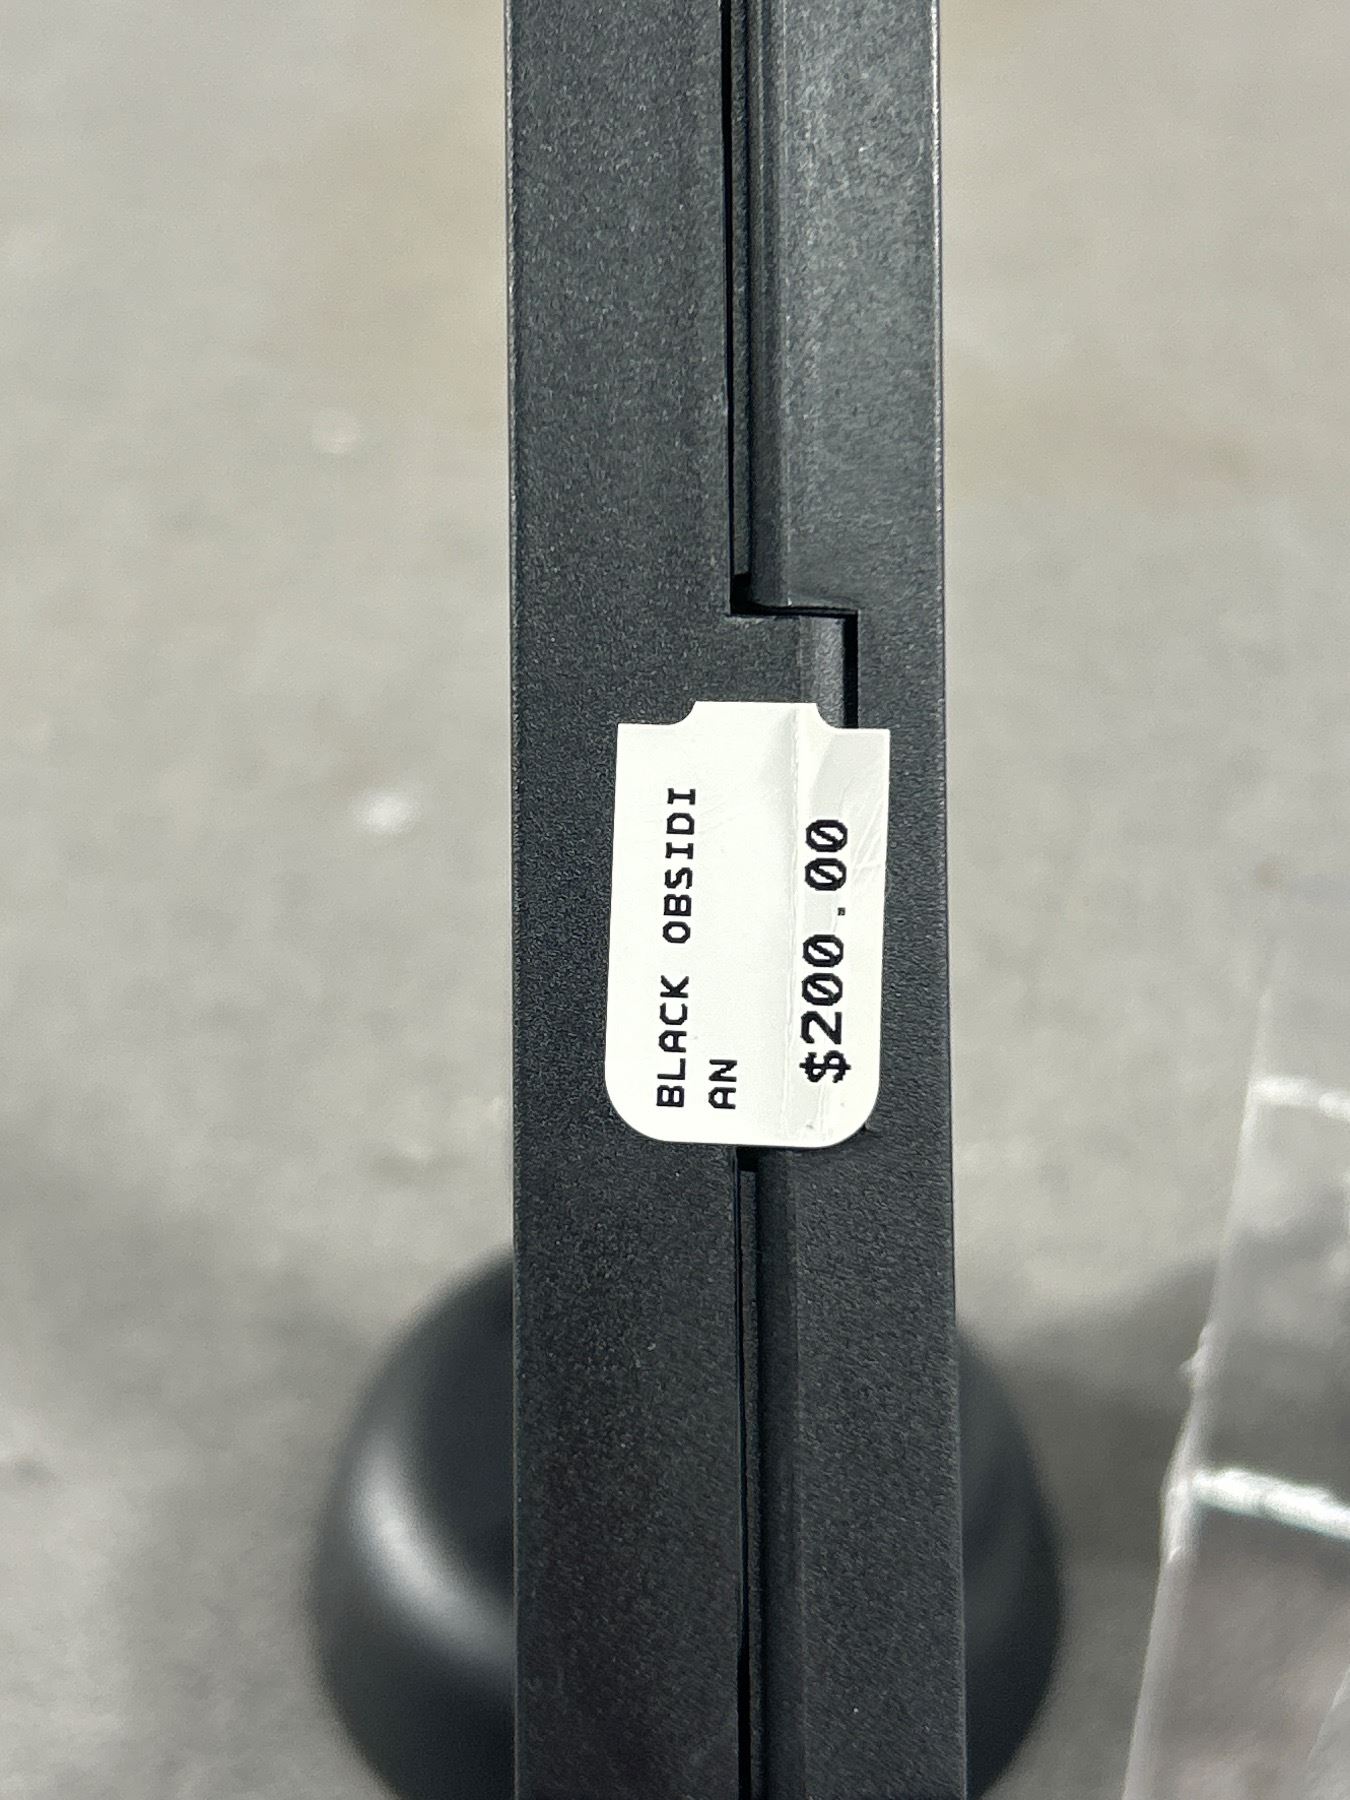 BLACK OBSIDI
AN
$200.00